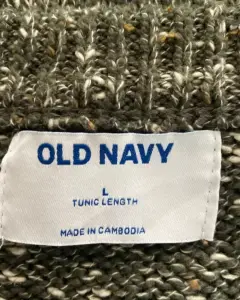 OLD NAVY
L
TUNIC LENGTH
MADE IN CAMBODIA